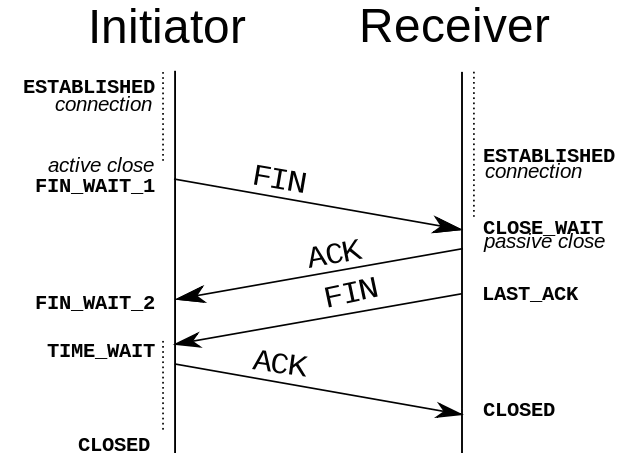 Initiator
Receiver
ESTABLISHED
connection
active close
FIN_WAIT_1
FIN
ESTABLISHED
connection
CLOSE_WAIT
passive close
ACK
FIN
FIN_WAIT_2
LAST_ACK
TIME_WAIT
ACK
CLOSED
CLOSED